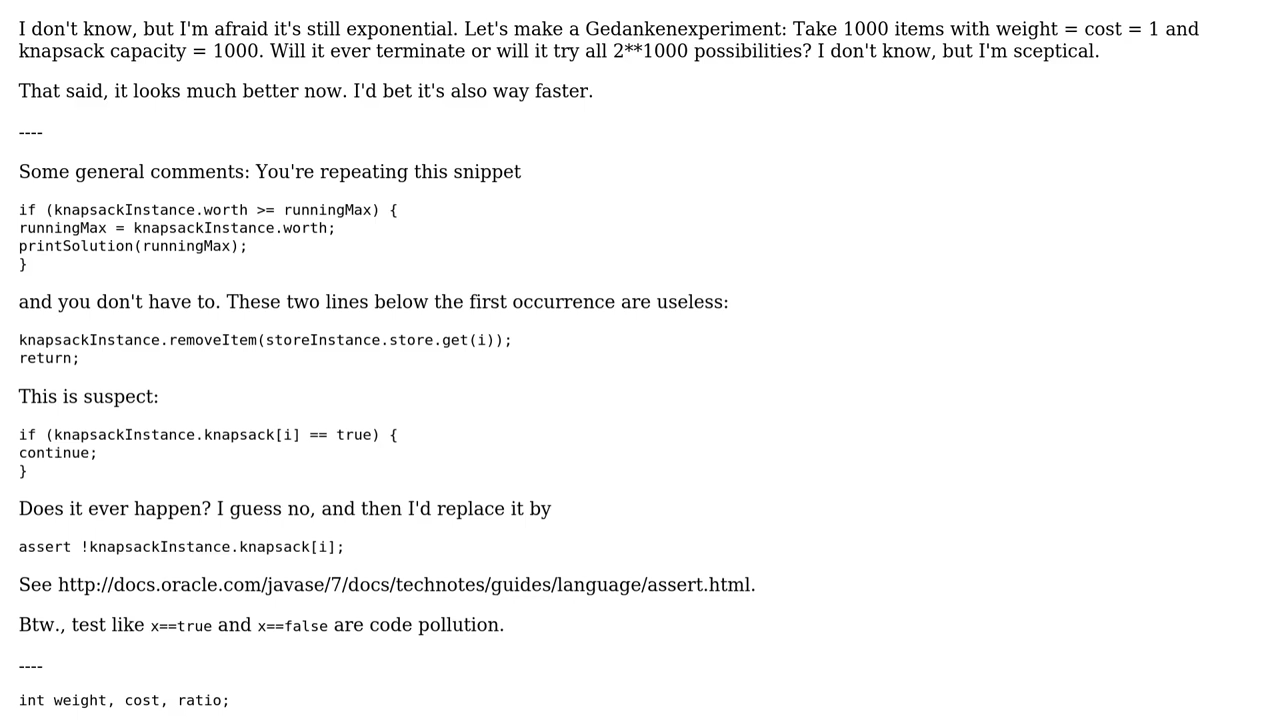 I don't know, but I'm afraid it's still exponential. Let's make a Gedankenexperiment: Take 1000 items with weight = cost = 1 and
knapsack capacity = 1000. Will it ever terminate or will it try all 2**1000 possibilities? I don't know, but I'm sceptical.
That said, it looks much better now. I'd bet it's also way faster.
----
Some general comments: You're repeating this snippet
if (knapsackInstance.worth >= runningMax) {
runningMax = knapsackInstance.worth;
printSolution(runningMax);
}
and you don't have to. These two lines below the first occurrence are useless:
knapsackInstance.removeItem(storeInstance.store.get(i));
return;
This is suspect:
if (knapsackInstance.knapsack[i] == true) {
continue;
}
Does it ever happen? I guess no, and then I'd replace it by
assert !knapsackInstance.knapsack[i];
See http://docs.oracle.com/javase/7/docs/technotes/guides/language/assert.html.
Btw., test like x==true and x==false are code pollution.
----
int weight, cost, ratio;